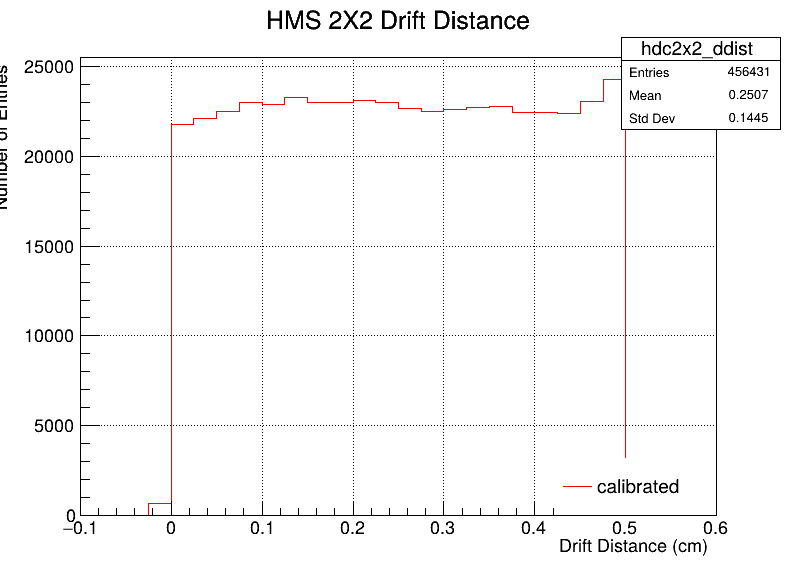 HMS 2X2 Drift Distance
hdc2x2_ddist
Entries 456431
Mean 0.2507
Std Dev 0.1445
Number of Entries
25000
20000
15000
10000
5000
0
−0.1 0 0.1 0.2 0.3 0.4 0.5 0.6
Drift Distance (cm)
calibrated